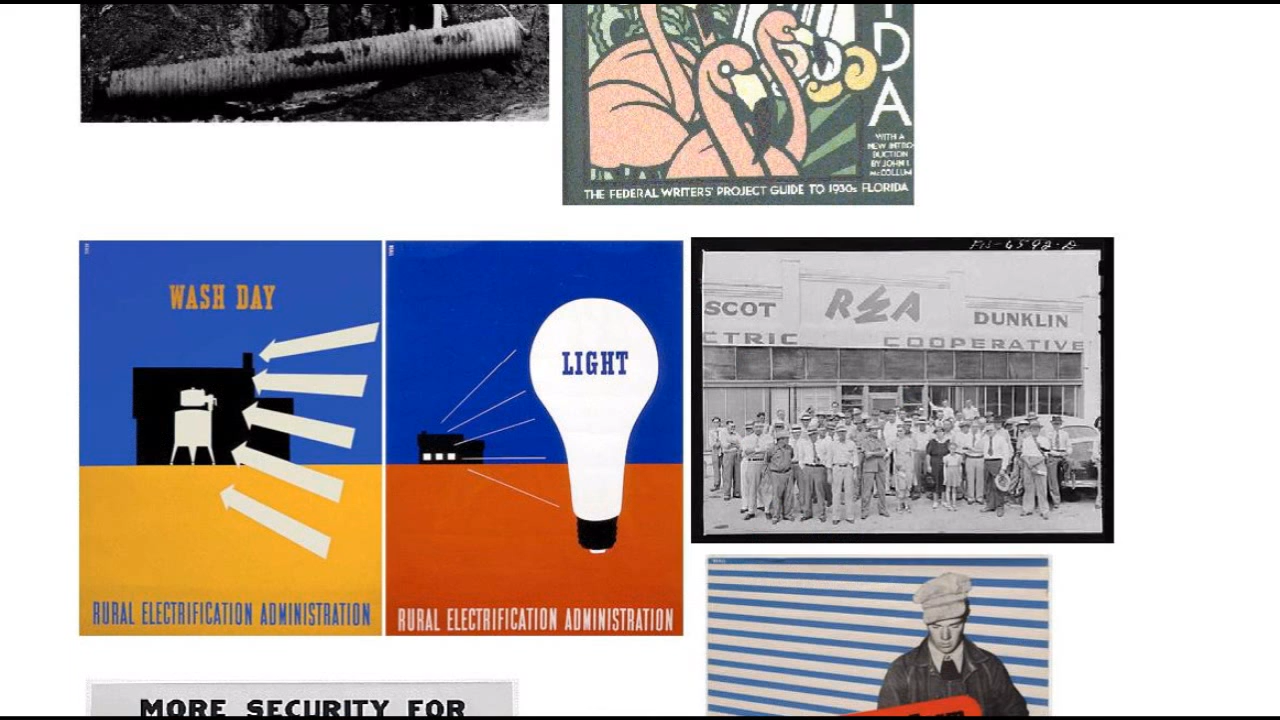 DA
WITH A
NEW INTRO-
DUCTION
BY JOHN I.
McCOLLUM
THE FEDERAL WRITERS' PROJECT GUIDE TO 1930s FLORIDA
WASH DAY
RURAL ELECTRIFICATION ADMINISTRATION
LIGHT
RURAL ELECTRIFICATION ADMINISTRATION
SCOT
REA
DUNKLIN
CTRIC
COOPERATIVE
MORE SECURITY FOR